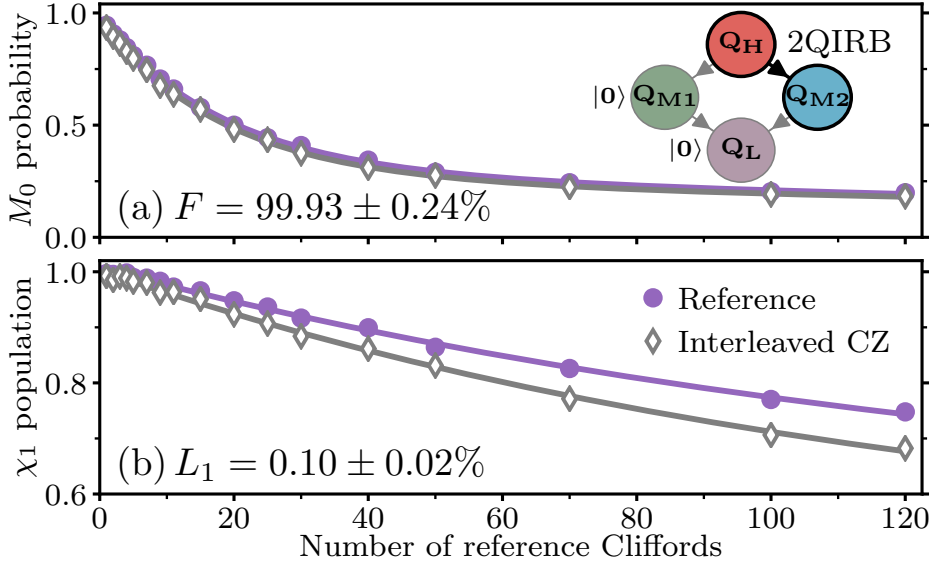 1.0
0.5
0.0
M₀ probability
Q_H
2QIRB
|0⟩
Q_M1
Q_M2
|0⟩
Q_L
(a) F = 99.93 ± 0.24%
1.0
0.8
0.6
χ₁ population
Reference
Interleaved CZ
(b) L₁ = 0.10 ± 0.02%
0 20 40 60 80 100 120
Number of reference Cliffords